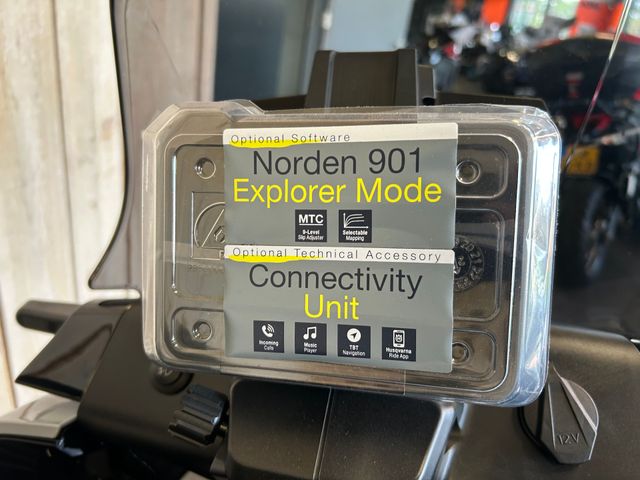 Optional Software
Norden 901
Explorer Mode
MTC
9-Level
Slip Adjuster
Selectable
Mapping
Optional Technical Accessory
Connectivity
Unit
Incoming
Calls
Music
Player
TBT
Navigation
Husqvarna
Ride App
12V